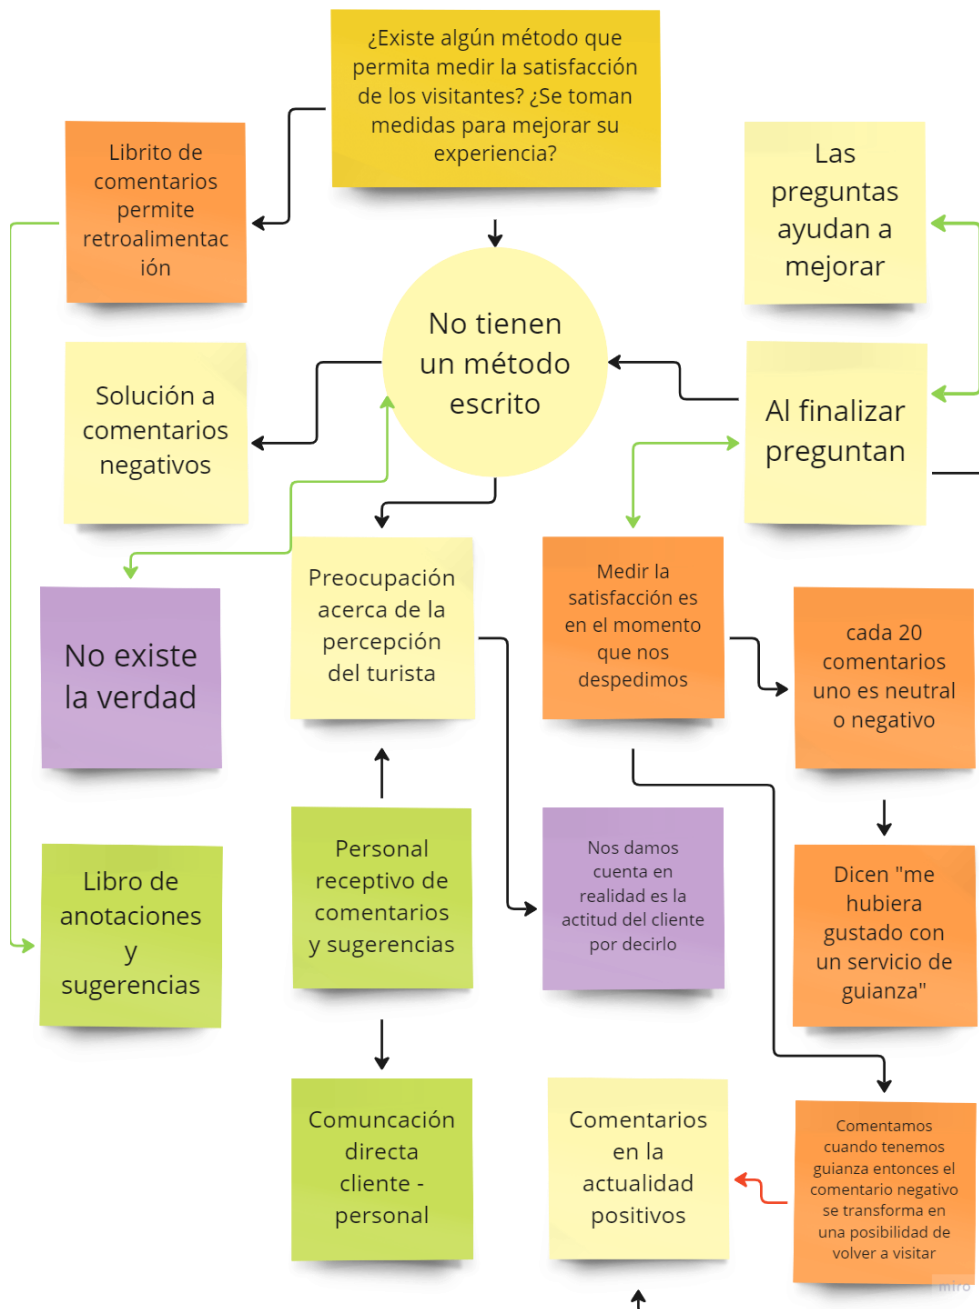 ¿Existe algún método que
permita medir la satisfacción
de los visitantes? ¿Se toman
medidas para mejorar su
experiencia?
Librito de
comentarios
permite
retroalimentac
ión
Las
preguntas
ayudan a
mejorar
No tienen
un método
escrito
Solución a
comentarios
negativos
Al finalizar
preguntan
No existe
la verdad
Preocupación
acerca de la
percepción
del turista
Medir la
satisfacción es
en el momento
que nos
despedimos
cada 20
comentarios
uno es neutral
o negativo
Libro de
anotaciones
y
sugerencias
Personal
receptivo de
comentarios
y sugerencias
Nos damos
cuenta en
realidad es la
actitud del cliente
por decirlo
Dicen "me
hubiera
gustado con
un servicio de
guianza"
Comuncación
directa
cliente -
personal
Comentarios
en la
actualidad
positivos
Comentamos
cuando tenemos
guianza entonces el
comentario negativo
se transforma en
una posibilidad de
volver a visitar
miro